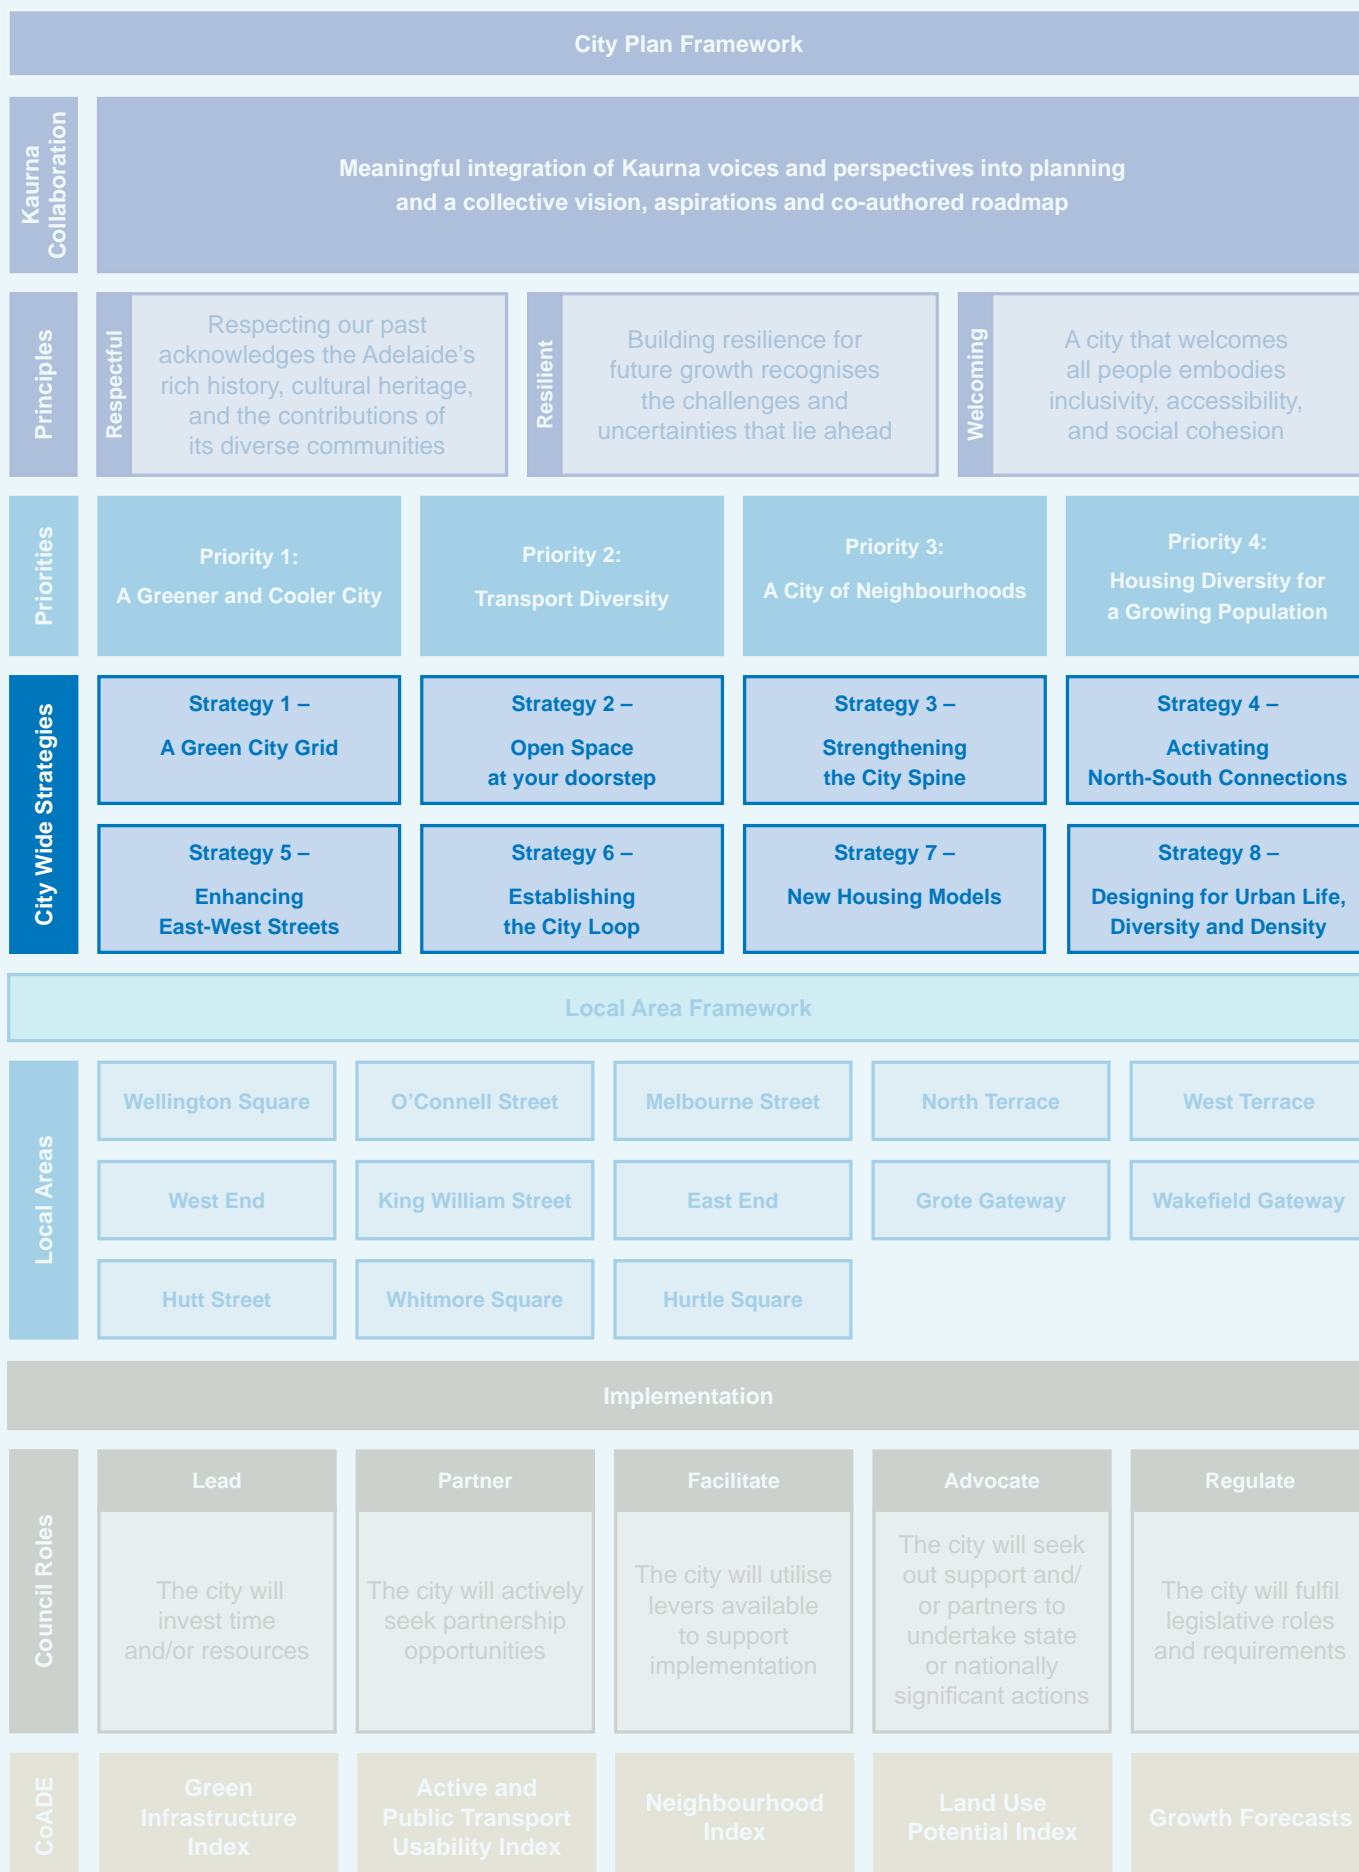 City Plan Framework
Kaurna
Collaboration
Meaningful integration of Kaurna voices and perspectives into planning
and a collective vision, aspirations and co-authored roadmap
Principles
Respectful
Respecting our past
acknowledges the Adelaide's
rich history, cultural heritage,
and the contributions of
its diverse communities
Resilient
Building resilience for
future growth recognises
the challenges and
uncertainties that lie ahead
Welcoming
A city that welcomes
all people embodies
inclusivity, accessibility,
and social cohesion
Priorities
Priority 1:
A Greener and Cooler City
Priority 2:
Transport Diversity
Priority 3:
A City of Neighbourhoods
Priority 4:
Housing Diversity for
a Growing Population
City Wide Strategies
Strategy 1 –
A Green City Grid
Strategy 2 –
Open Space
at your doorstep
Strategy 3 –
Strengthening
the City Spine
Strategy 4 –
Activating
North-South Connections
Strategy 5 –
Enhancing
East-West Streets
Strategy 6 –
Establishing
the City Loop
Strategy 7 –
New Housing Models
Strategy 8 –
Designing for Urban Life,
Diversity and Density
Local Area Framework
Local Areas
Wellington Square
O'Connell Street
Melbourne Street
North Terrace
West Terrace
West End
King William Street
East End
Grote Gateway
Wakefield Gateway
Hutt Street
Whitmore Square
Hurtle Square
Implementation
Council Roles
Lead
The city will
invest time
and/or resources
Partner
The city will actively
seek partnership
opportunities
Facilitate
The city will utilise
levers available
to support
implementation
Advocate
The city will seek
out support and/
or partners to
undertake state
or nationally
significant actions
Regulate
The city will fulfil
legislative roles
and requirements
CoADE
Green
Infrastructure
Index
Active and
Public Transport
Usability Index
Neighbourhood
Index
Land Use
Potential Index
Growth Forecasts